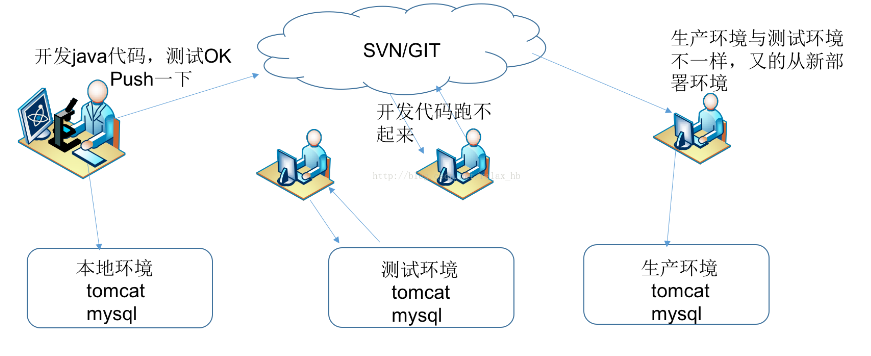 开发java代码，测试OK
Push一下
SVN/GIT
开发代码跑不
起来
生产环境与测试环境
不一样，又的从新部
署环境
本地环境
tomcat
mysql
测试环境
tomcat
mysql
生产环境
tomcat
mysql